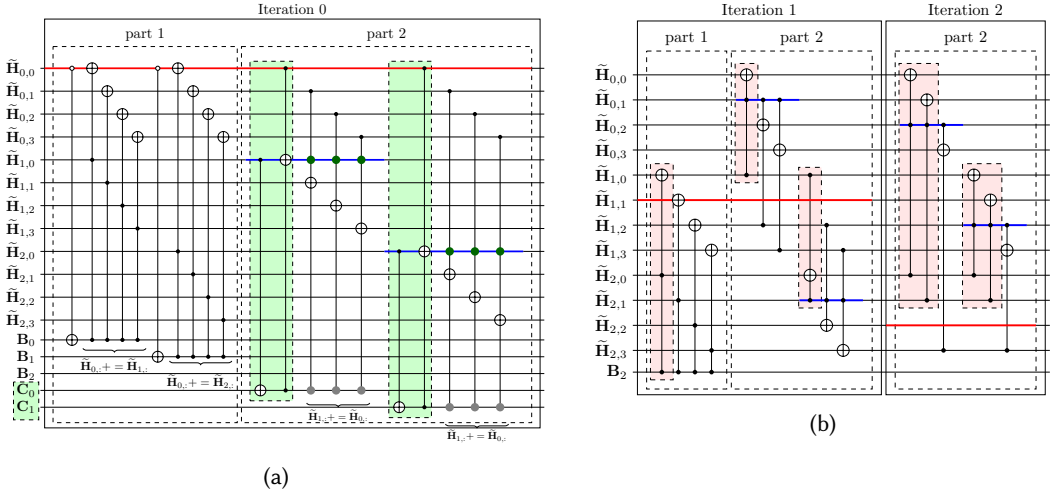 Iteration 0
part 1 part 2
H̃0,0
H̃0,1
H̃0,2
H̃0,3
H̃1,0
H̃1,1
H̃1,2
H̃1,3
H̃2,0
H̃2,1
H̃2,2
H̃2,3
B0
B1
B2
C0
C1
H̃0,:+ = H̃1,:
H̃0,:+ = H̃2,:
H̃1,:+ = H̃0,:
H̃1,:+ = H̃0,:
(a)
Iteration 1 Iteration 2
part 1 part 2 part 2
H̃0,0
H̃0,1
H̃0,2
H̃0,3
H̃1,0
H̃1,1
H̃1,2
H̃1,3
H̃2,0
H̃2,1
H̃2,2
H̃2,3
B2
(b)